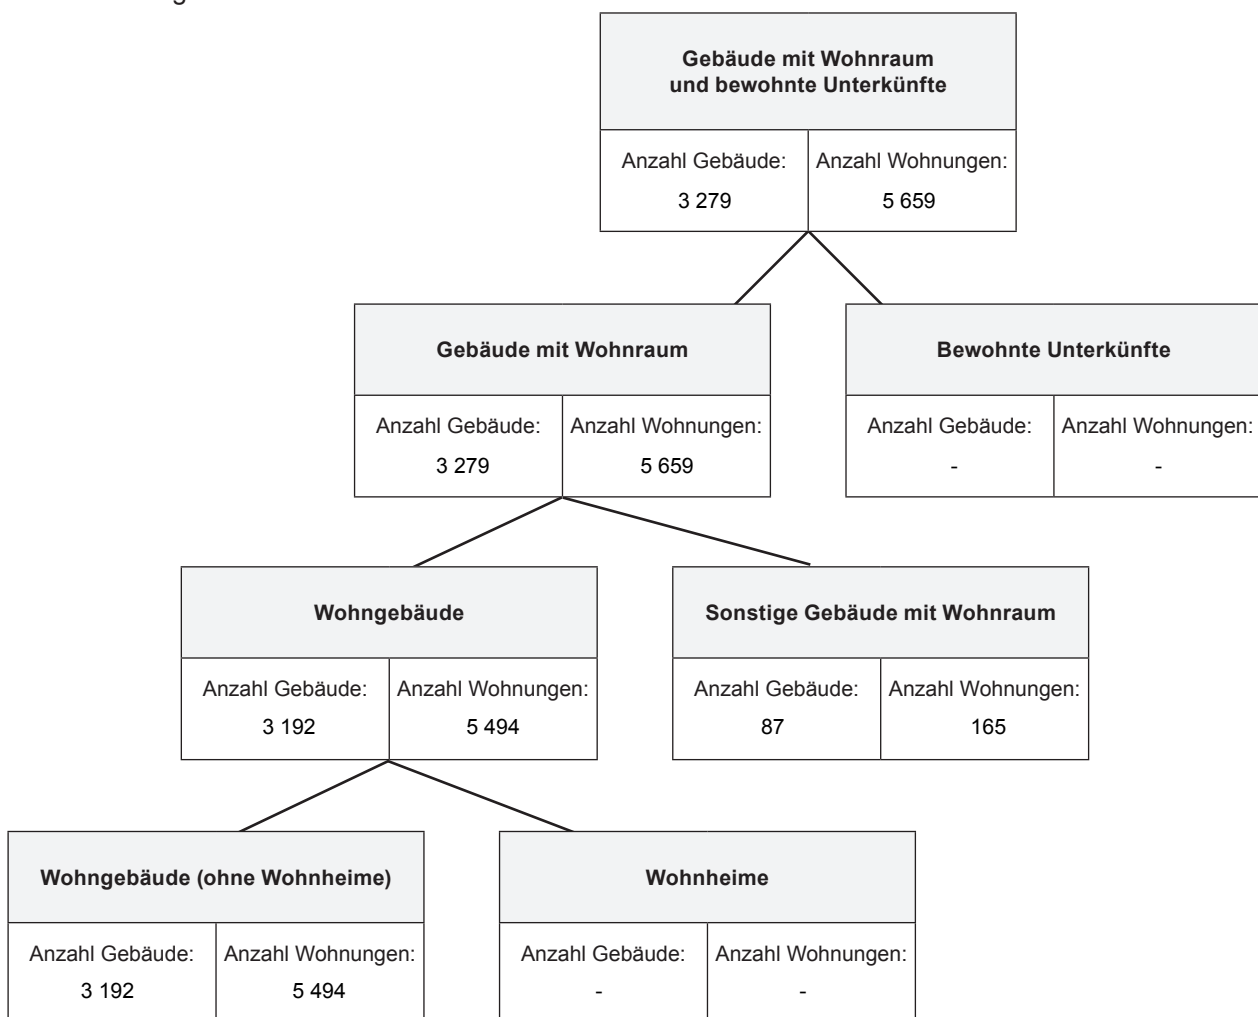 g
Gebäude mit Wohnraum
und bewohnte Unterkünfte
Anzahl Gebäude: Anzahl Wohnungen:
3 279 5 659
Gebäude mit Wohnraum Bewohnte Unterkünfte
Anzahl Gebäude: Anzahl Wohnungen: Anzahl Gebäude: Anzahl Wohnungen:
3 279 5 659 - -
Wohngebäude Sonstige Gebäude mit Wohnraum
Anzahl Gebäude: Anzahl Wohnungen: Anzahl Gebäude: Anzahl Wohnungen:
3 192 5 494 87 165
Wohngebäude (ohne Wohnheime) Wohnheime
Anzahl Gebäude: Anzahl Wohnungen: Anzahl Gebäude: Anzahl Wohnungen:
3 192 5 494 - -